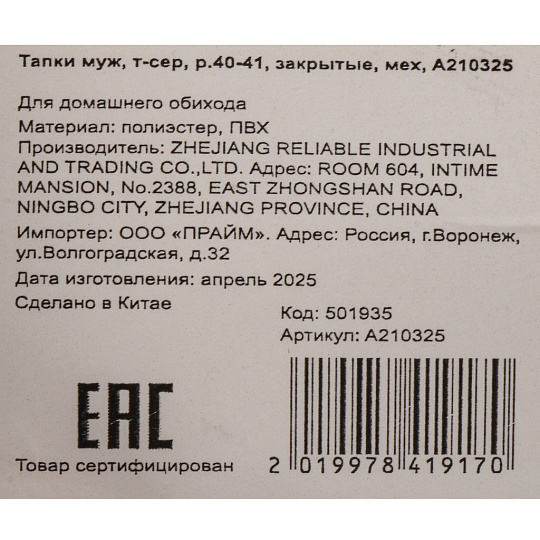 Тапки муж, т-сер, р.40-41, закрытые, мех, А210325
Для домашнего обихода
Материал: полиэстер, ПВХ
Производитель: ZHEJIANG RELIABLE INDUSTRIAL
AND TRADING CO.,LTD. Адрес: ROOM 604, INTIME
MANSION, No.2388, EAST ZHONGSHAN ROAD,
NINGBO CITY, ZHEJIANG PROVINCE, CHINA
Импортер: ООО «ПРАЙМ». Адрес: Россия, г.Воронеж,
ул.Волгоградская, д.32
Дата изготовления: апрель 2025
Сделано в Китае
Код: 501935
Артикул: А210325
EAC
Товар сертифицирован
2 019978 419170